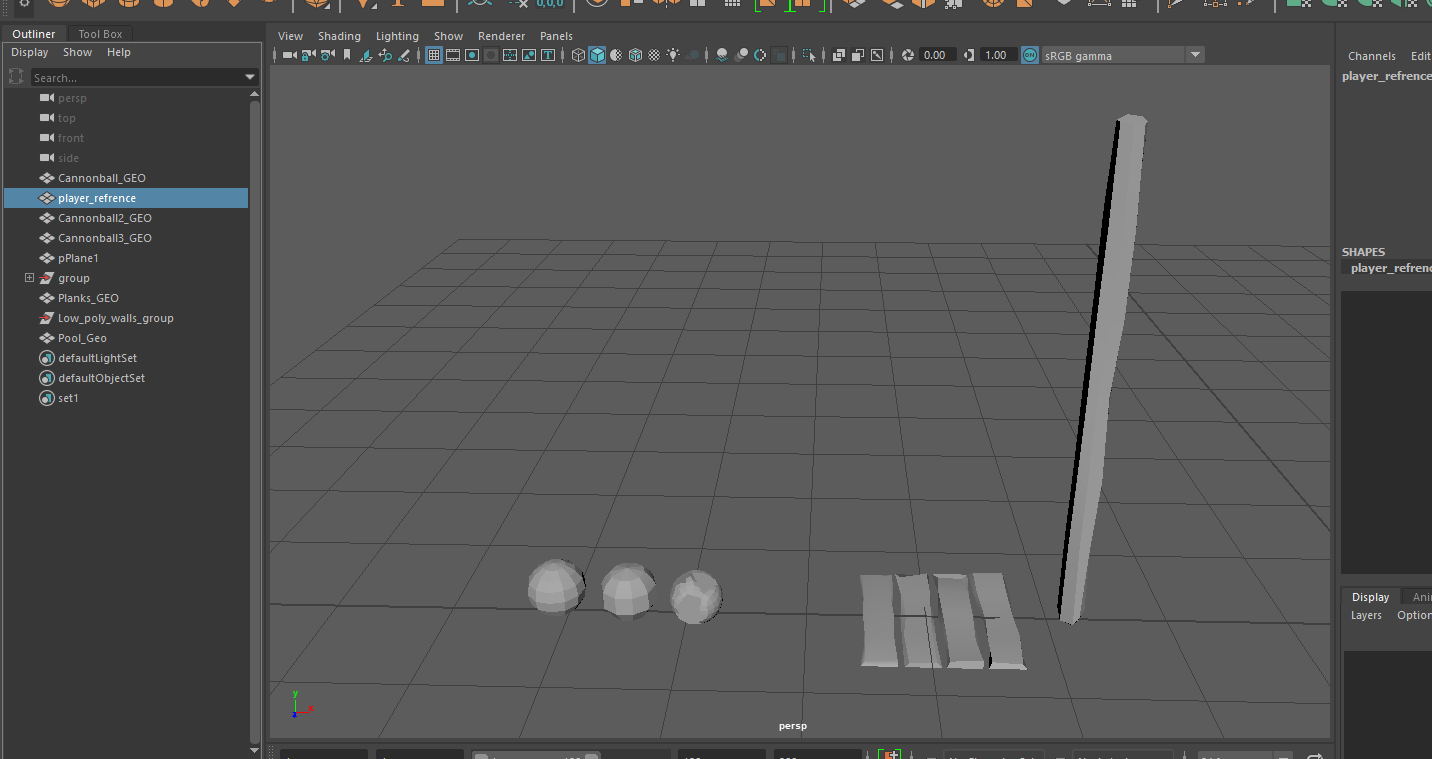 0,0,0
Outliner
Tool Box
Display Show Help
Search...
persp
top
front
side
Cannonball_GEO
player_refrence
Cannonball2_GEO
Cannonball3_GEO
pPlane1
group
Planks_GEO
Low_poly_walls_group
Pool_Geo
defaultLightSet
defaultObjectSet
set1
View Shading Lighting Show Renderer Panels
0.00 1.00 ON sRGB gamma
y
x
z
persp
Channels Edit
player_refrence
SHAPES
player_refrenc
Display Ani
Layers Option